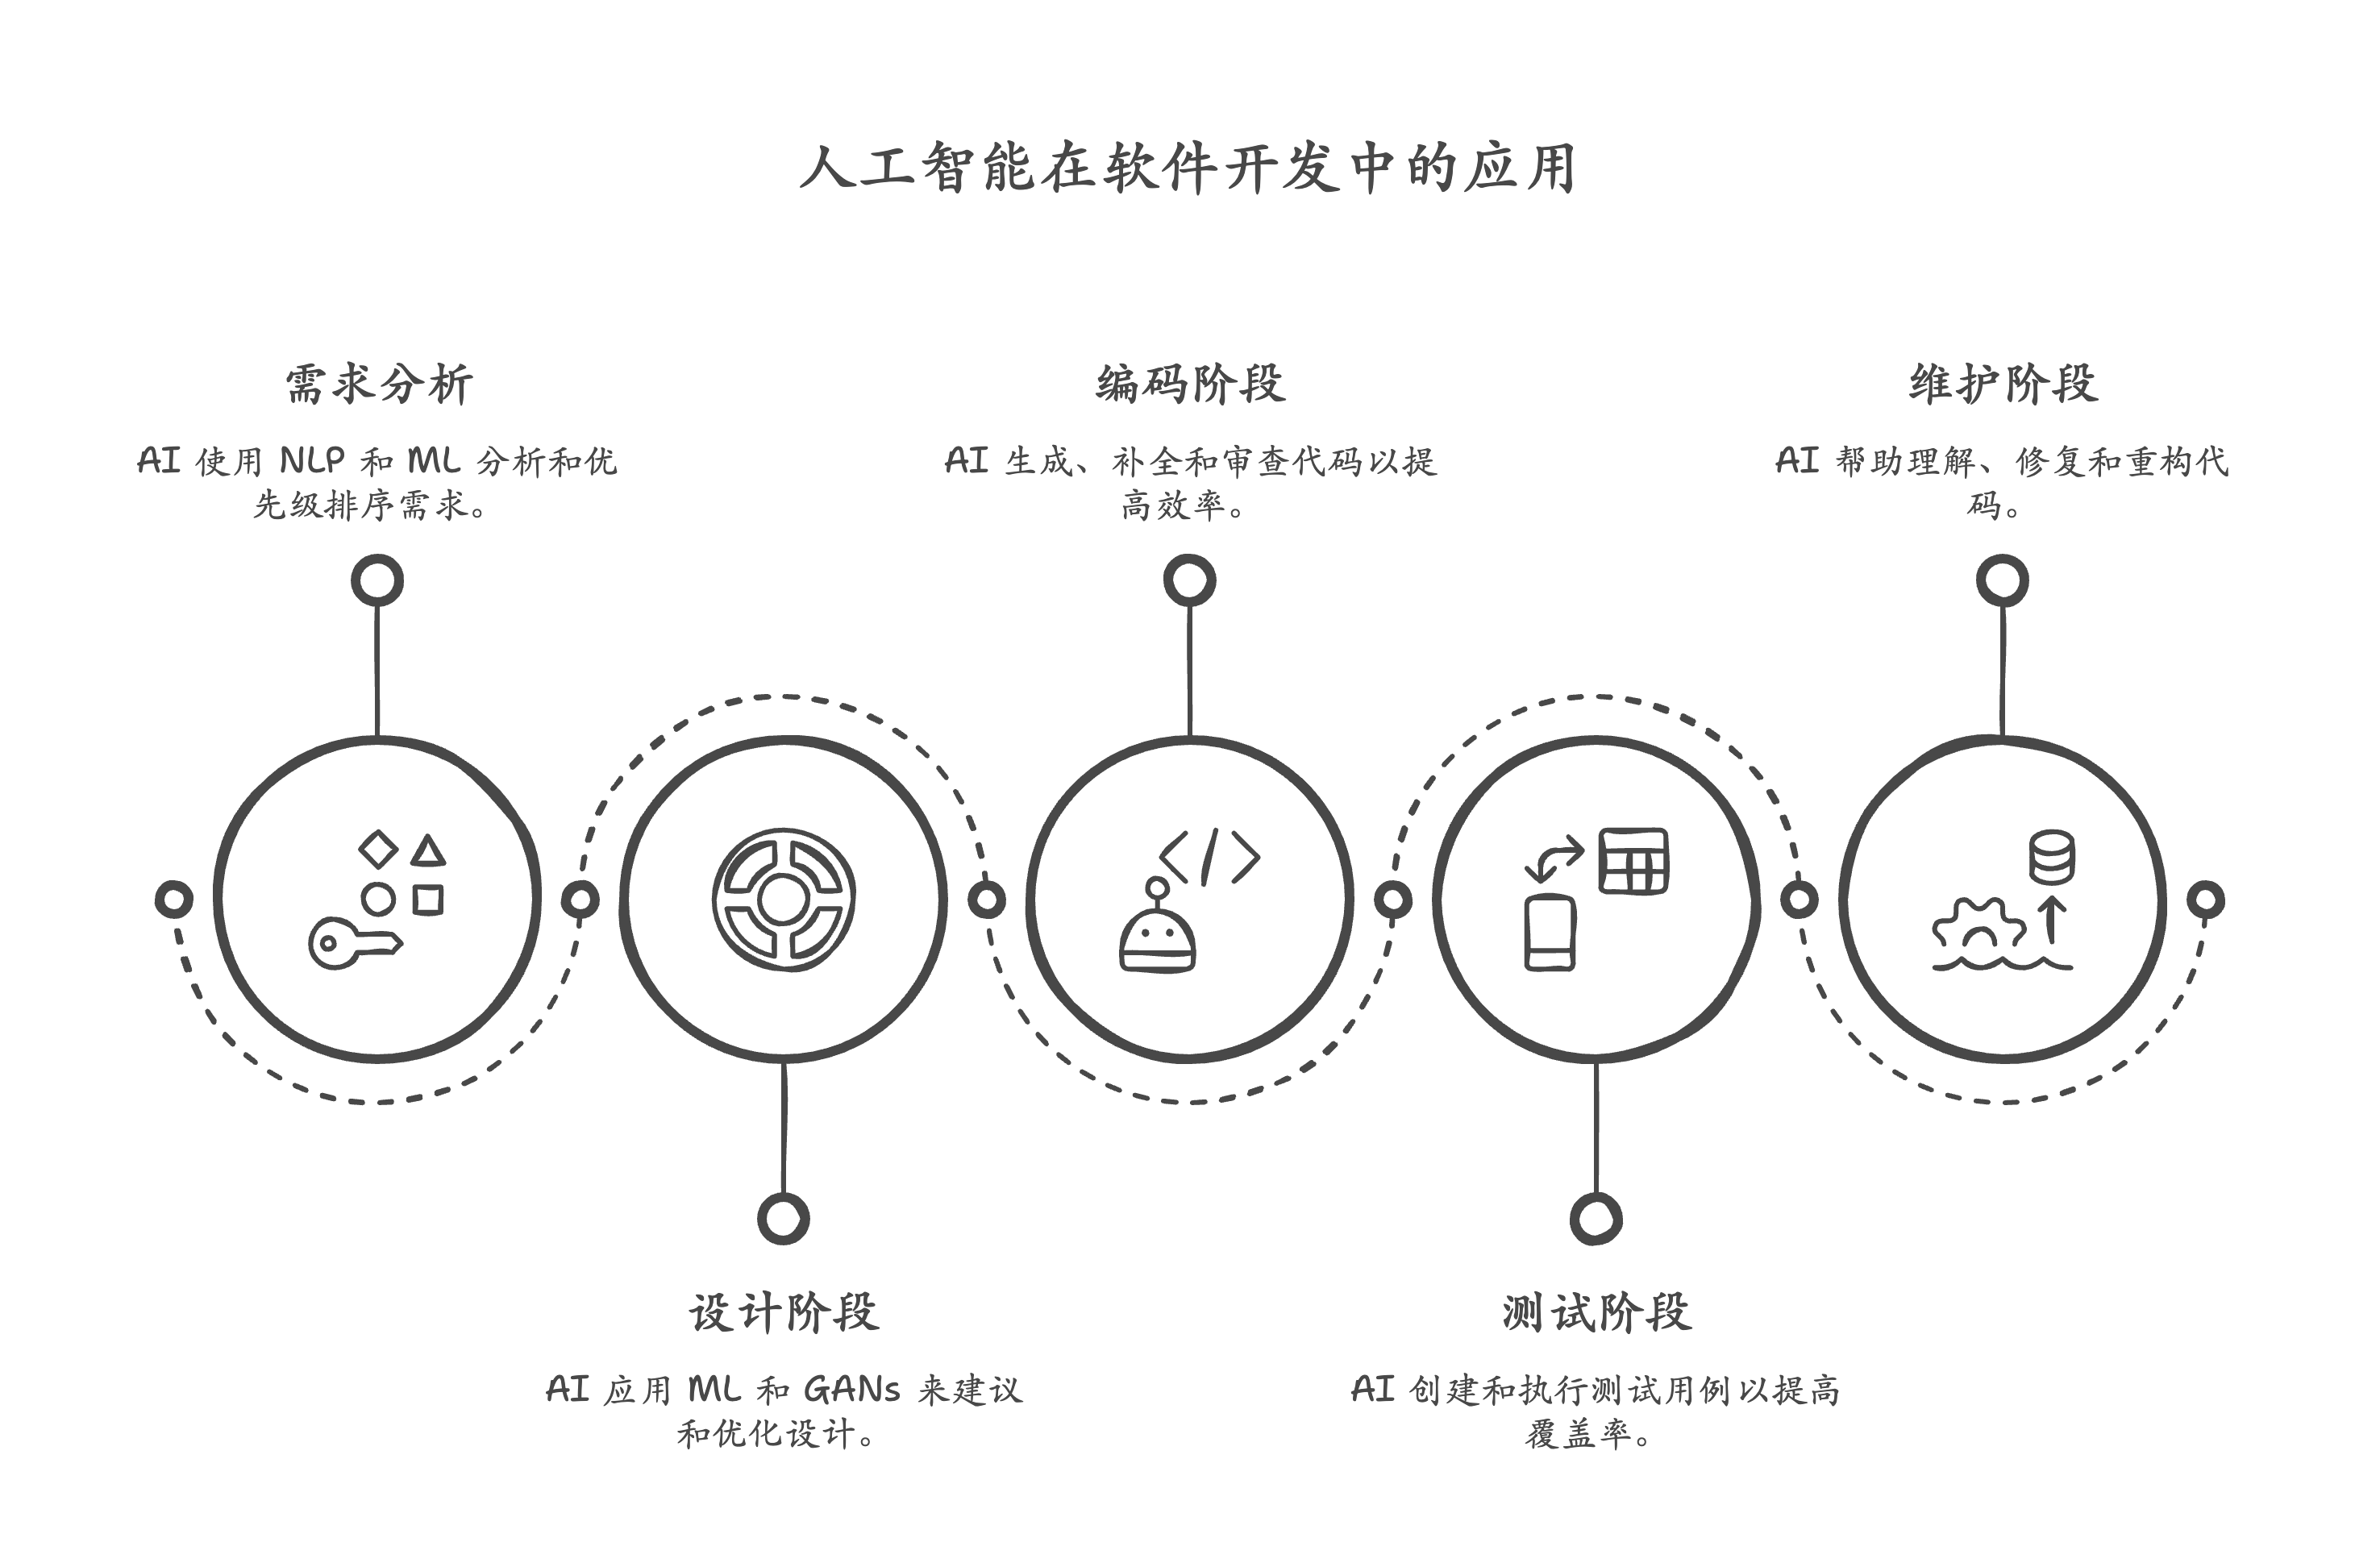 人工智能在软件开发中的应用
需求分析
AI 使用 NLP 和 ML 分析和优
先级排序需求。
编码阶段
AI 生成、补全和审查代码以提
高效率。
维护阶段
AI 帮助理解、修复和重构代
码。
设计阶段
AI 应用 ML 和 GANs 来建议
和优化设计。
测试阶段
AI 创建和执行测试用例以提高
覆盖率。